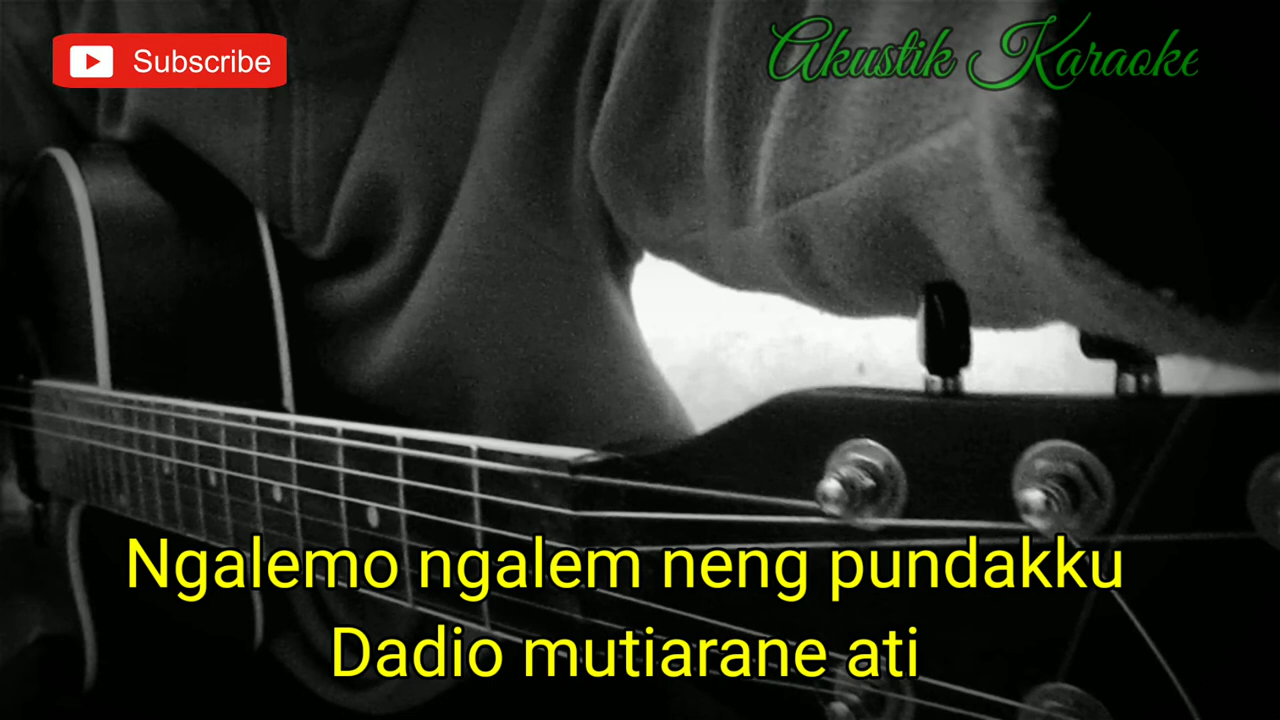 Subscribe
Akustik Karaoke
Ngalemo ngalem neng pundakku
Dadio mutiarane ati